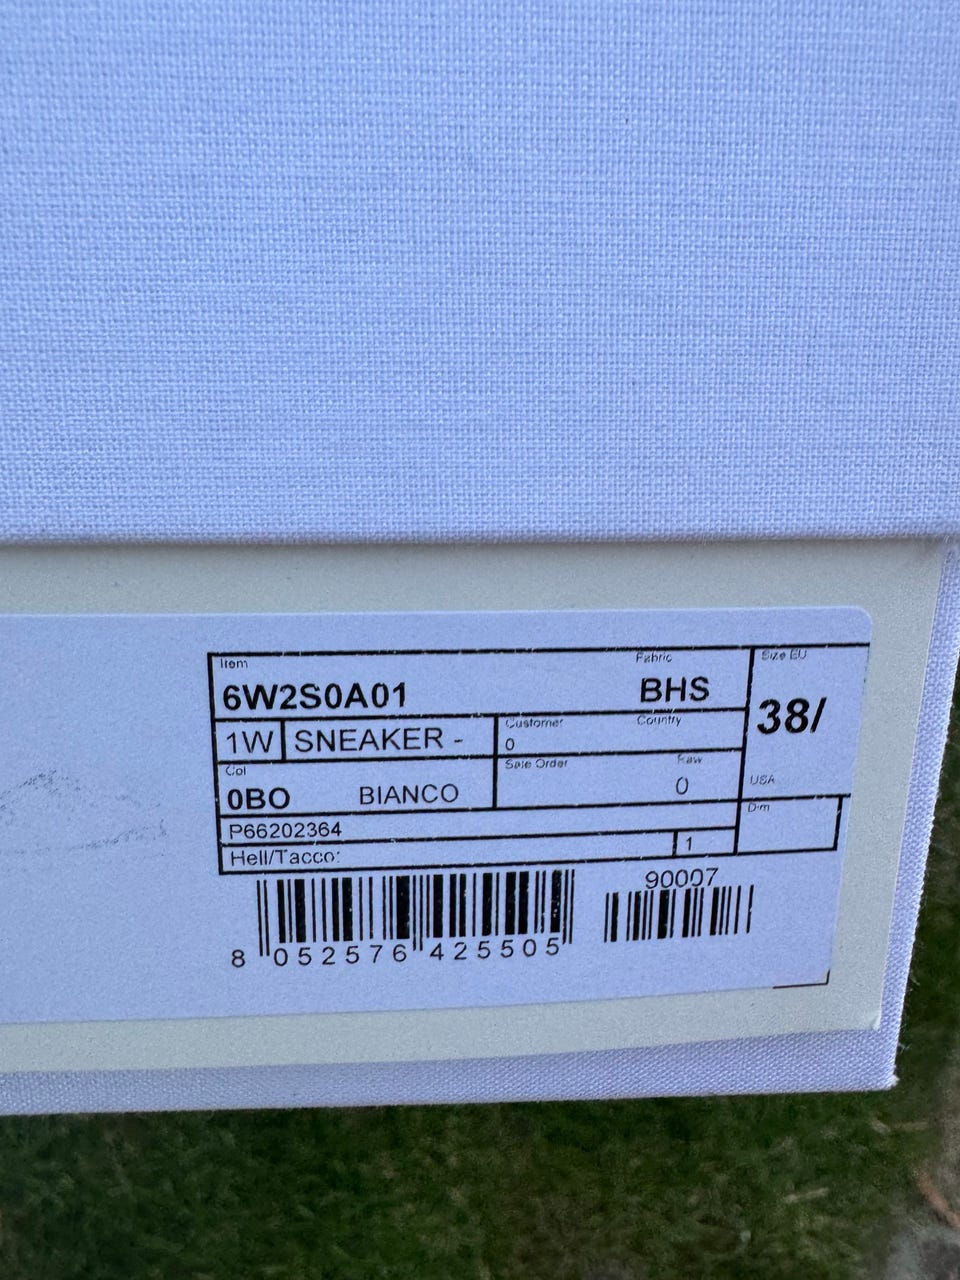 Item
Fabric
Size EU
6W2S0A01
BHS
38/
1W
SNEAKER -
Customer
Country
0
Col
Sale Order
Raw
USA
0BO
BIANCO
0
Dim
P66202364
Hell/Tacco:
1
90007
8 052576 425505